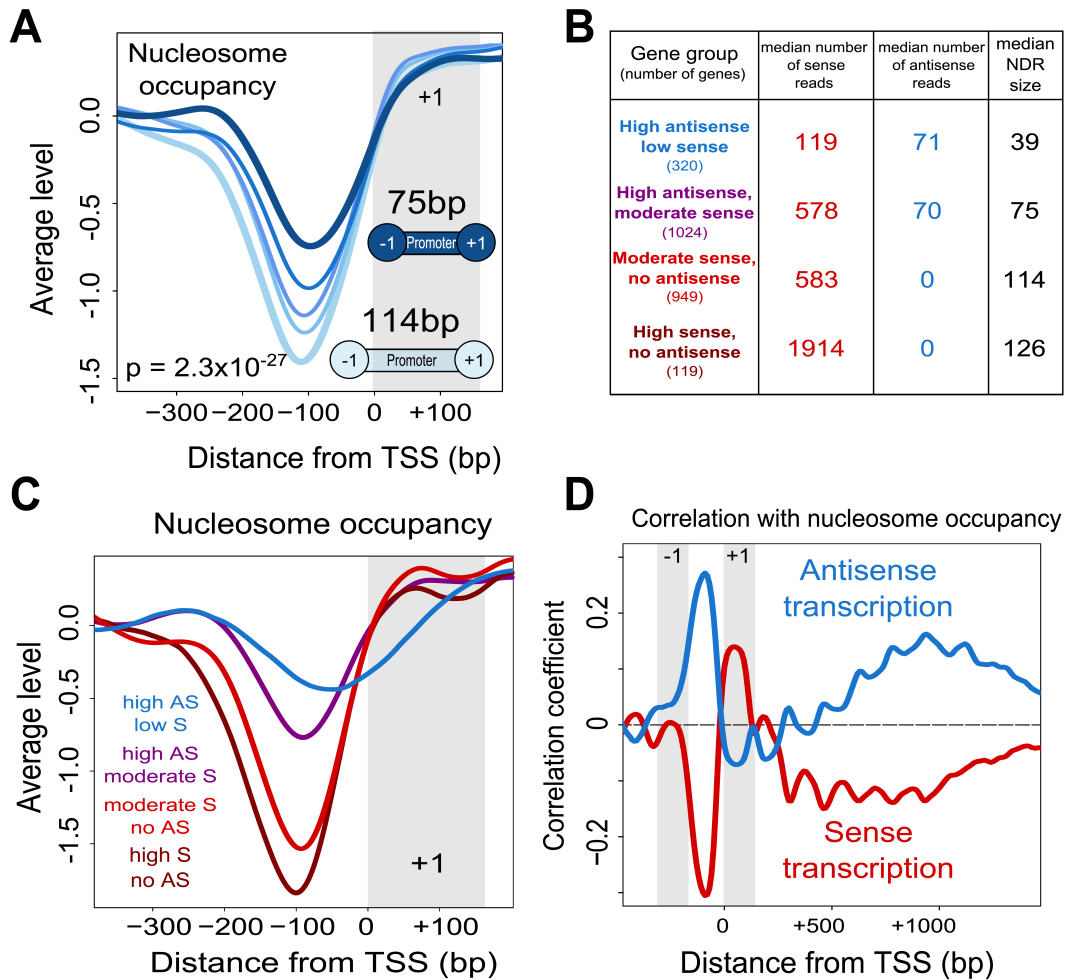 A
Nucleosome
occupancy
+1
75bp
-1 Promoter +1
114bp
-1 Promoter +1
p = 2.3x10-27
Average level
0.0
-0.5
-1.0
-1.5
−300 −200 −100 0 +100
Distance from TSS (bp)
B
Gene group
(number of genes)
median number
of sense
reads
median number
of antisense
reads
median
NDR
size
High antisense
low sense
(320)
119 71 39
High antisense,
moderate sense
(1024)
578 70 75
Moderate sense,
no antisense
(949)
583 0 114
High sense,
no antisense
(119)
1914 0 126
C
Nucleosome occupancy
Average level
0.0
-0.5
-1.0
-1.5
high AS
low S
high AS
moderate S
moderate S
no AS
high S
no AS
+1
−300 −200 −100 0 +100
Distance from TSS (bp)
D
Correlation with nucleosome occupancy
-1 +1
Antisense
transcription
Correlation coefficient
0.2
0
−0.2
Sense
transcription
0 +500 +1000
Distance from TSS (bp)